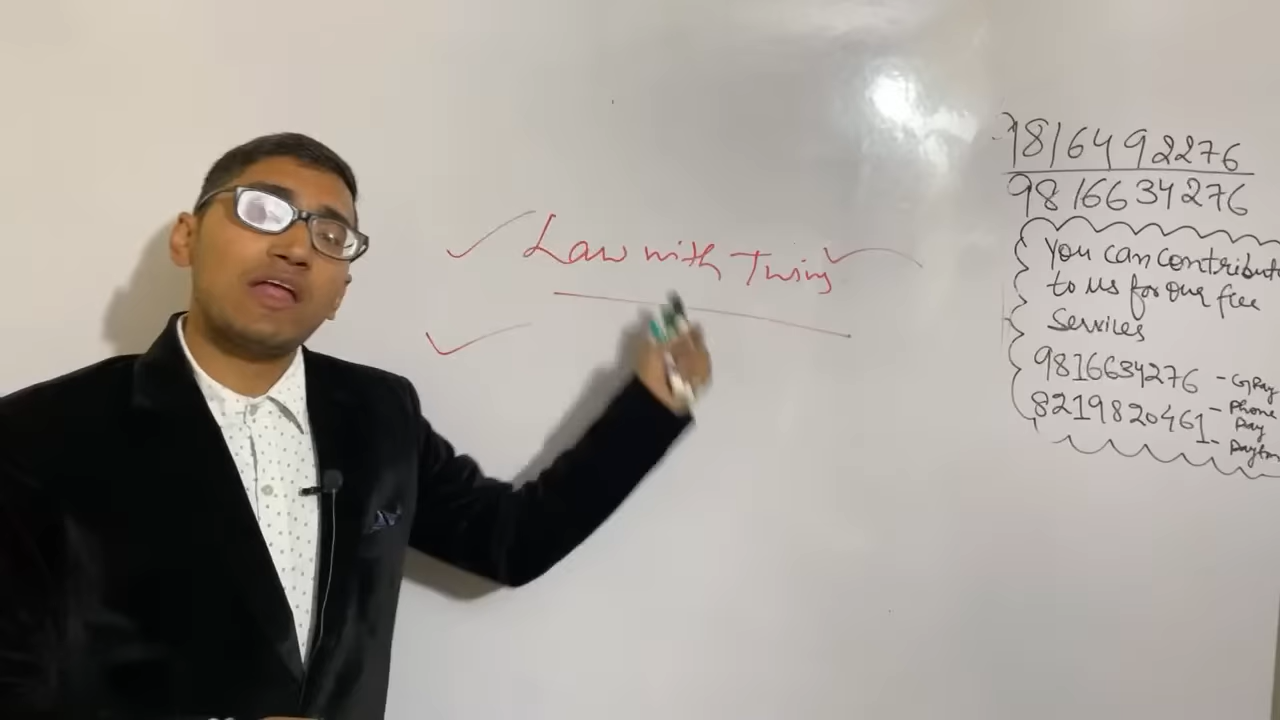 Law with Twins
9816492276
9816634276
You can contribute
to us for our free
Services
9816634276 - G Pay
8219820461 - Phone
Pay
- Paytm